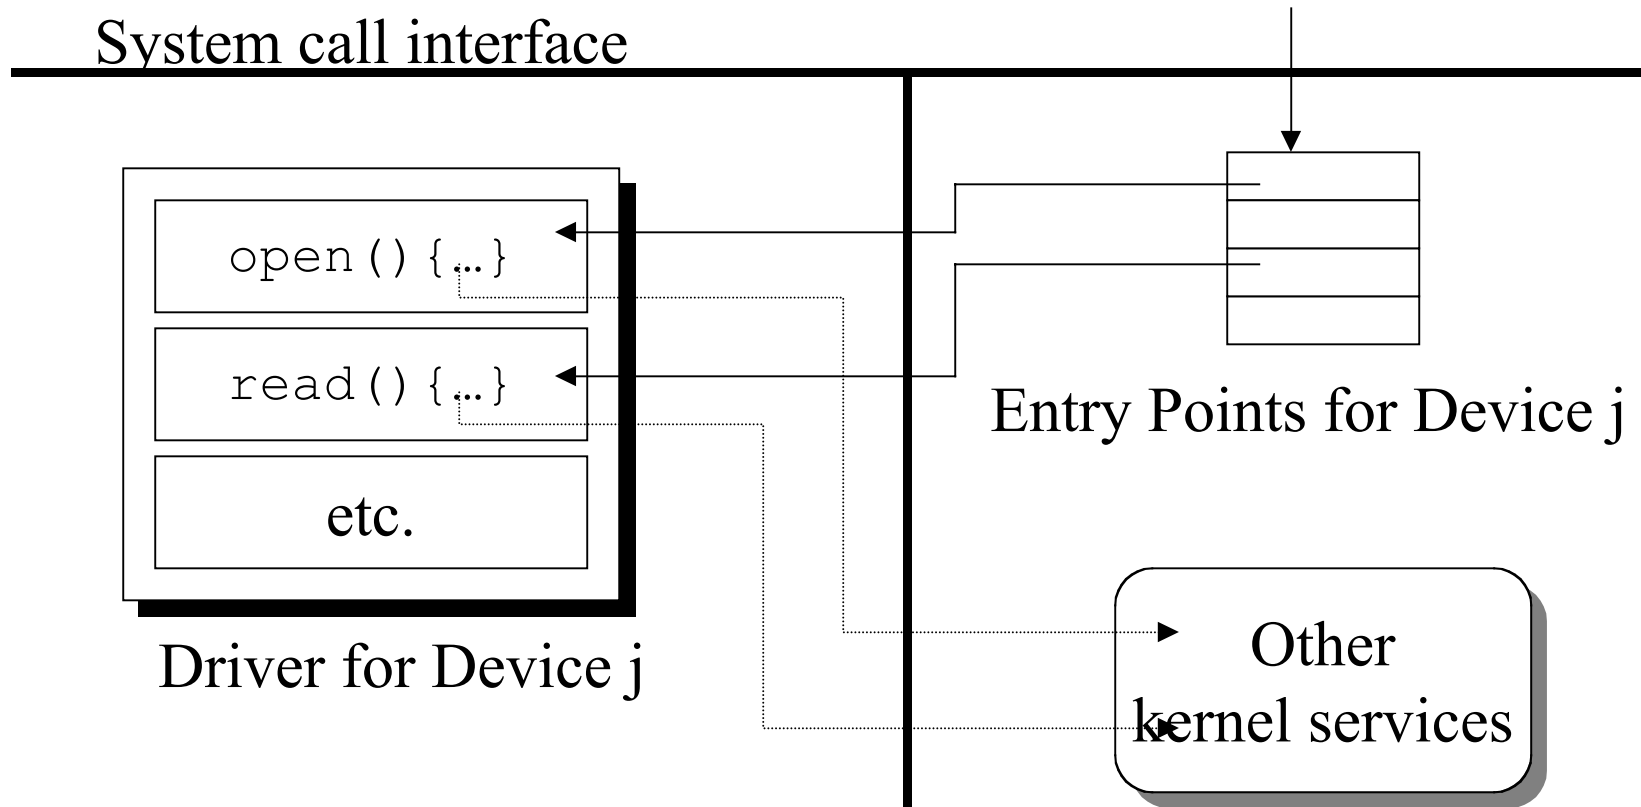 System call interface
open(){…}
read(){…}
etc.
Driver for Device j
Entry Points for Device j
Other
kernel services